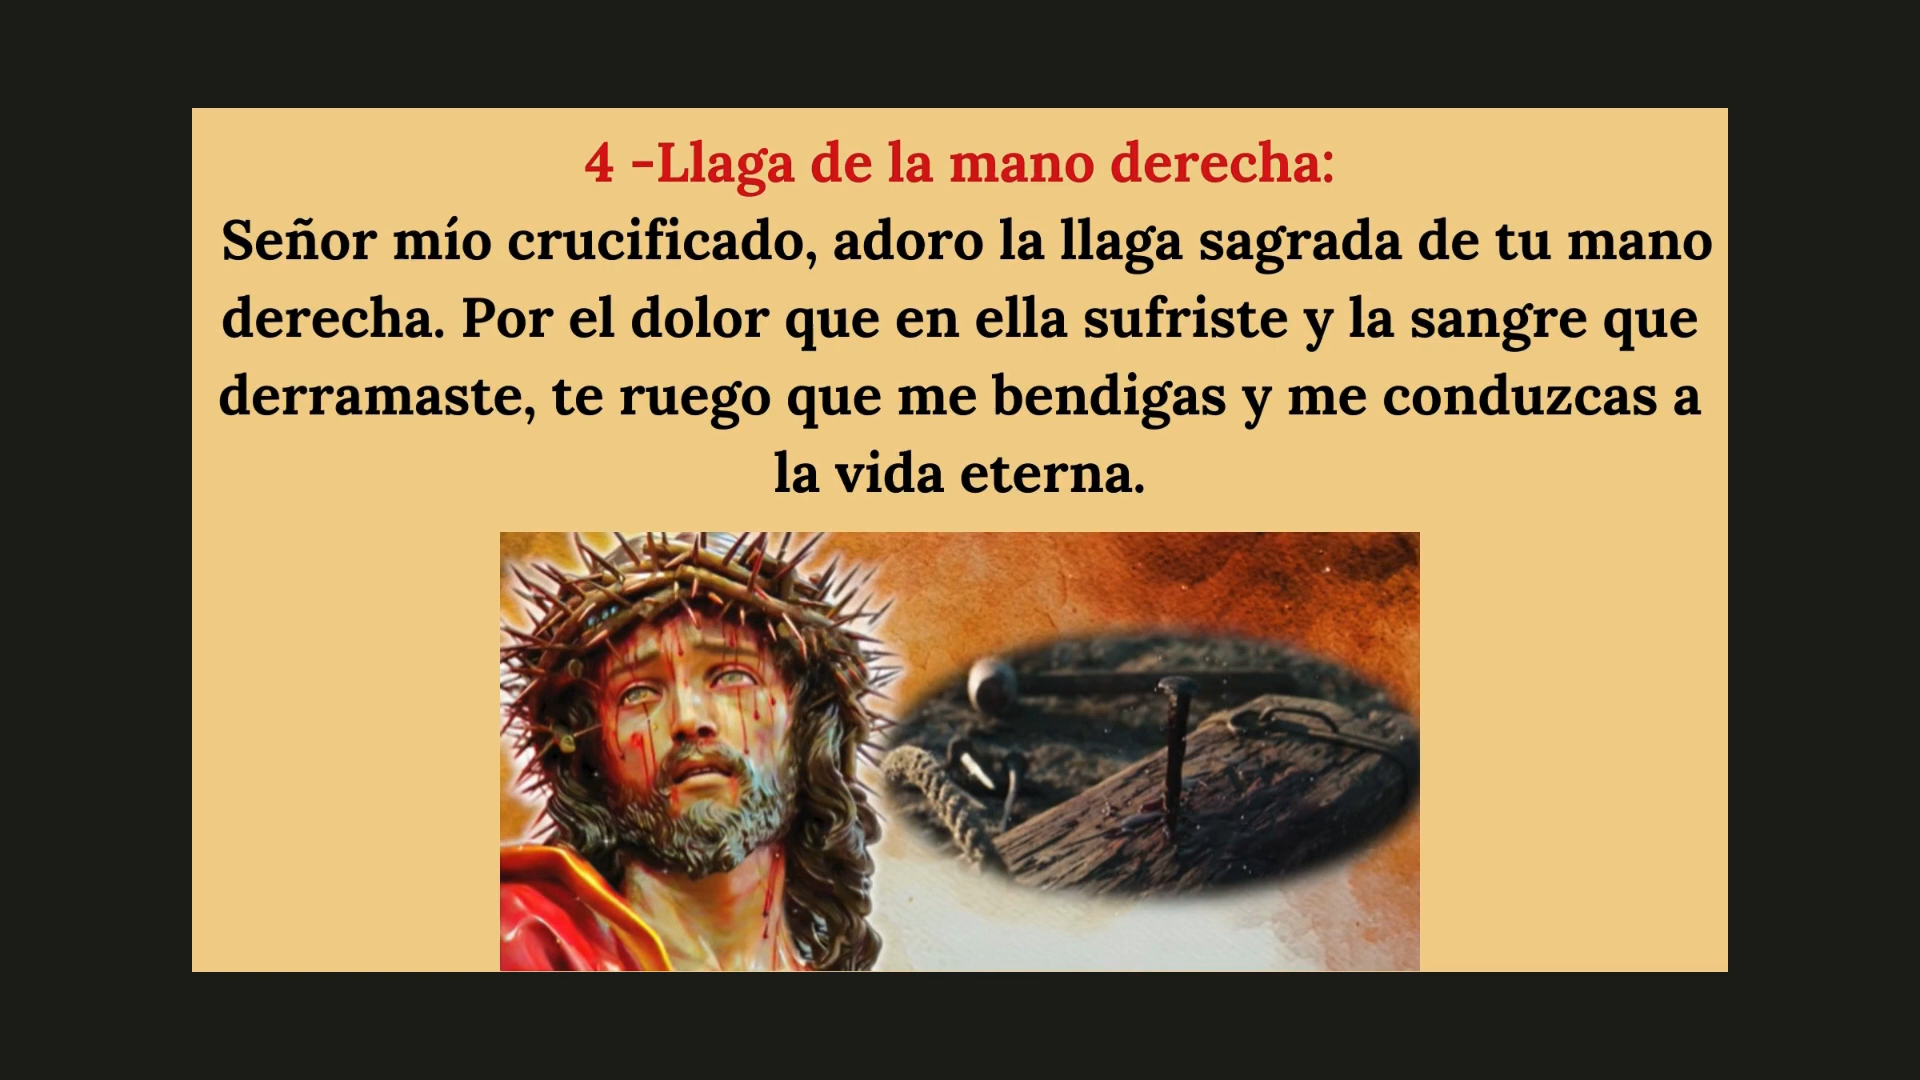 4 -Llaga de la mano derecha:
Señor mío crucificado, adoro la llaga sagrada de tu mano
derecha. Por el dolor que en ella sufriste y la sangre que
derramaste, te ruego que me bendigas y me conduzcas a
la vida eterna.